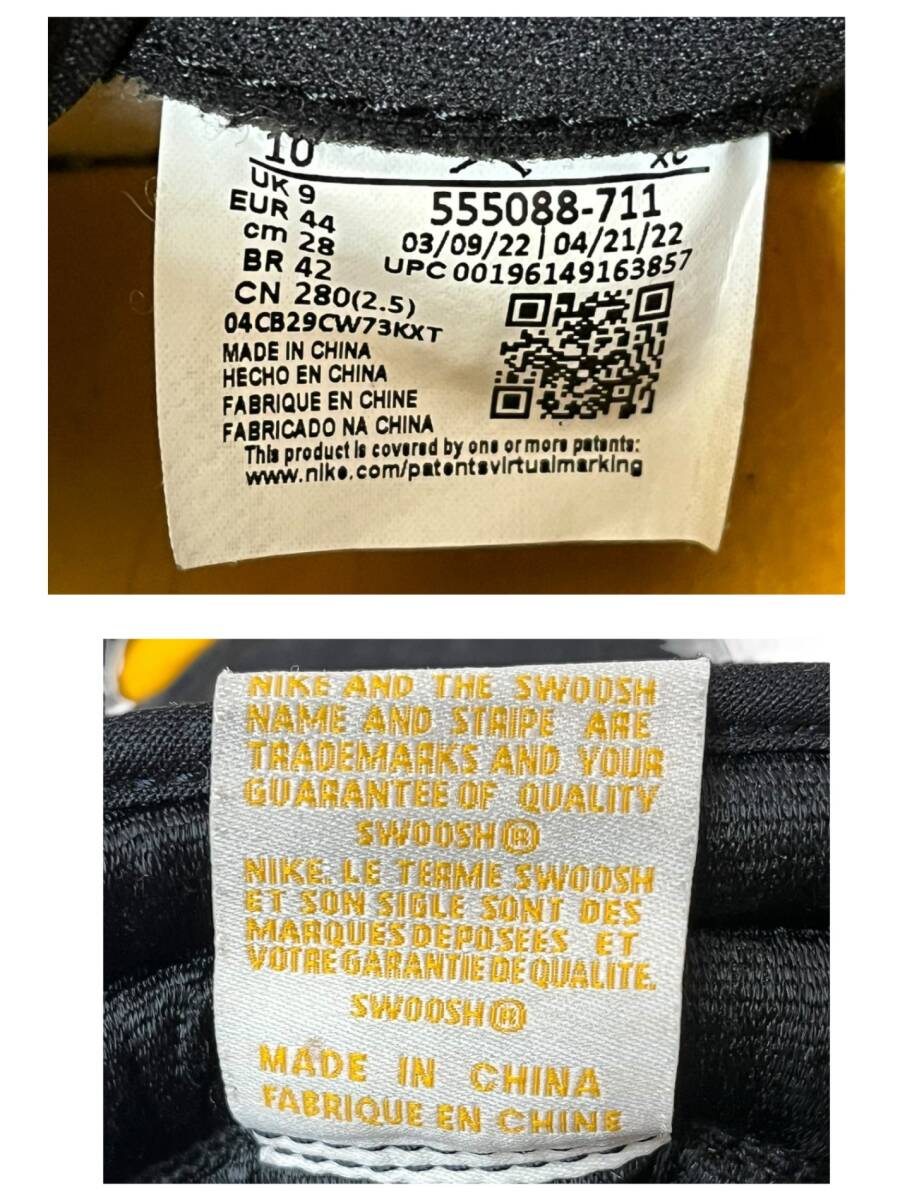 10
UK 9
EUR 44
cm 28
BR 42
CN 280(2.5)
04CB29CW73KXT
MADE IN CHINA
HECHO EN CHINA
FABRIQUE EN CHINE
FABRICADO NA CHINA
555088-711
03/09/22 | 04/21/22
UPC 00196149163857
This product is covered by one or more patents:
www.nike.com/patentsvirtualmarking
NIKE AND THE SWOOSH
NAME AND STRIPE ARE
TRADEMARKS AND YOUR
GUARANTEE OF QUALITY
SWOOSH®
NIKE. LE TERME SWOOSH
ET SON SIGLE SONT DES
MARQUES DEPOSEES ET
VOTRE GARANTIE DE QUALITE.
SWOOSH®
MADE IN CHINA
FABRIQUE EN CHINE